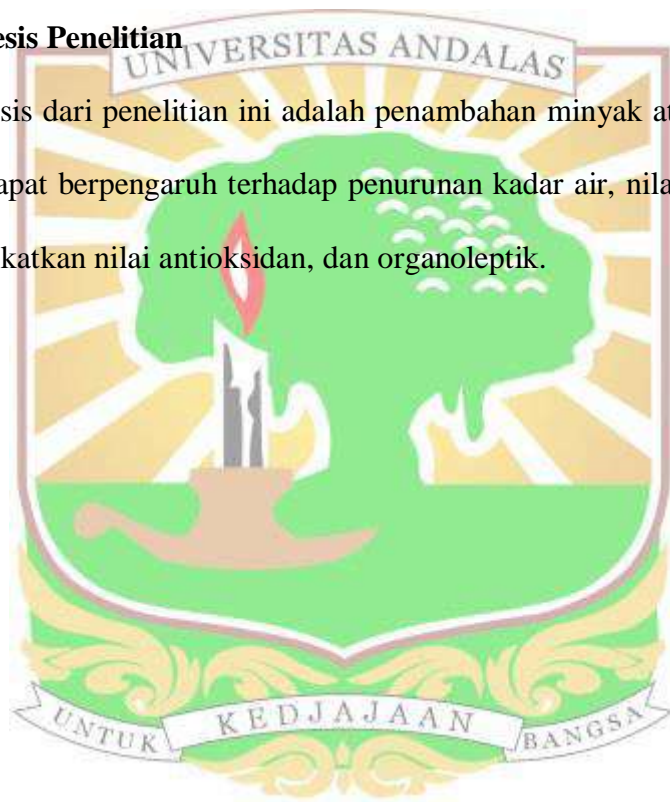 esis Penelitian
UNIVERSITAS ANDALAS
sis dari penelitian ini adalah penambahan minyak at
apat berpengaruh terhadap penurunan kadar air, nila
katkan nilai antioksidan, dan organoleptik.
UNTUK KEDJAJAAN BANGSA